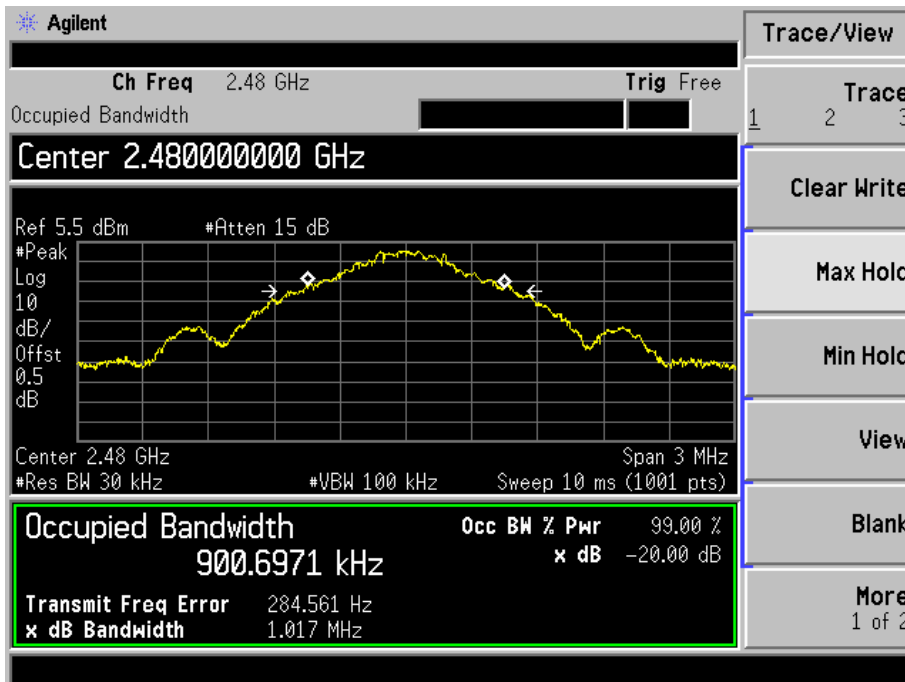 Agilent
Trace/View
Ch Freq 2.48 GHz Trig Free
Occupied Bandwidth
Center 2.480000000 GHz
Ref 5.5 dBm #Atten 15 dB
#Peak
Log
10
dB/
Offst
0.5
dB
Center 2.48 GHz Span 3 MHz
#Res BW 30 kHz #VBW 100 kHz Sweep 10 ms (1001 pts)
Occupied Bandwidth
900.6971 kHz
Occ BW % Pwr 99.00 %
x dB -20.00 dB
Transmit Freq Error 284.561 Hz
x dB Bandwidth 1.017 MHz
Trace
1 2 3
Clear Write
Max Hold
Min Hold
View
Blank
More
1 of 2